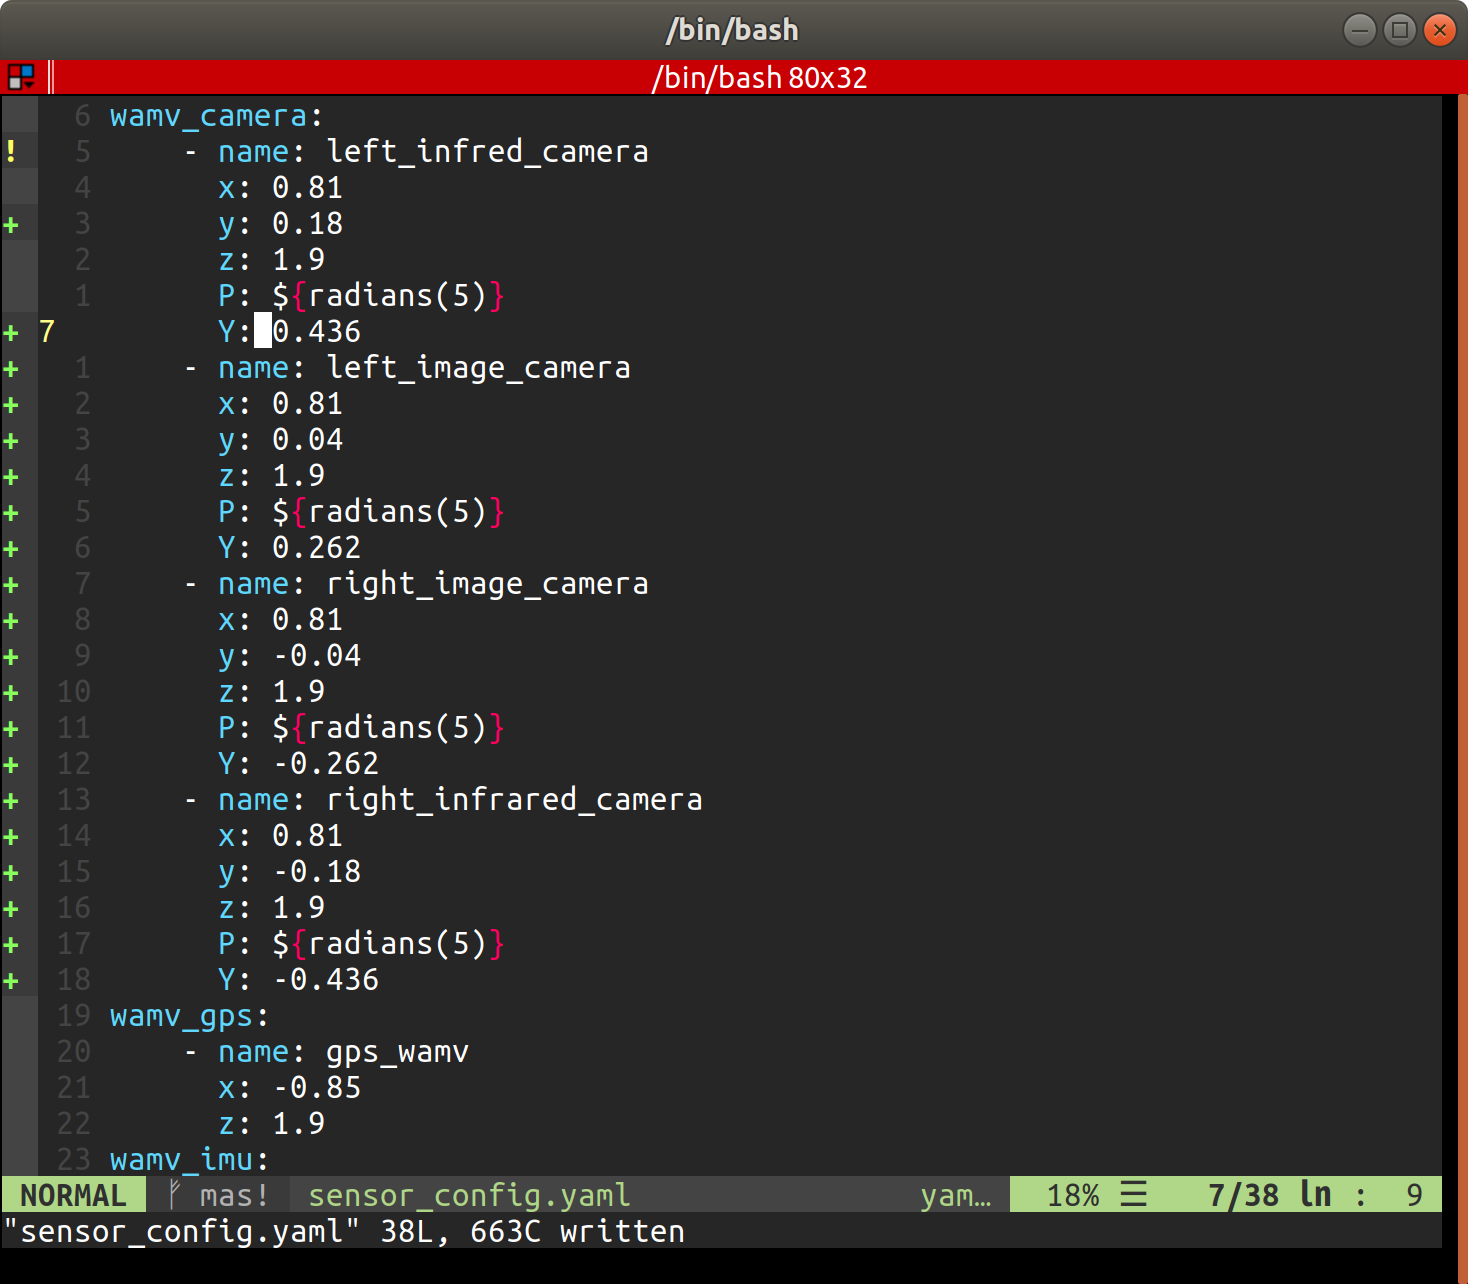 /bin/bash
/bin/bash 80x32
6 wamv_camera:
! 5 - name: left_infred_camera
4 x: 0.81
+ 3 y: 0.18
2 z: 1.9
1 P: ${radians(5)}
+ 7 Y: 0.436
+ 1 - name: left_image_camera
+ 2 x: 0.81
+ 3 y: 0.04
+ 4 z: 1.9
+ 5 P: ${radians(5)}
+ 6 Y: 0.262
+ 7 - name: right_image_camera
+ 8 x: 0.81
+ 9 y: -0.04
+ 10 z: 1.9
+ 11 P: ${radians(5)}
+ 12 Y: -0.262
+ 13 - name: right_infrared_camera
+ 14 x: 0.81
+ 15 y: -0.18
+ 16 z: 1.9
+ 17 P: ${radians(5)}
+ 18 Y: -0.436
19 wamv_gps:
20 - name: gps_wamv
21 x: -0.85
22 z: 1.9
23 wamv_imu:
NORMAL mas! sensor_config.yaml yam… 18% ☰ 7/38 ln : 9
"sensor_config.yaml" 38L, 663C written